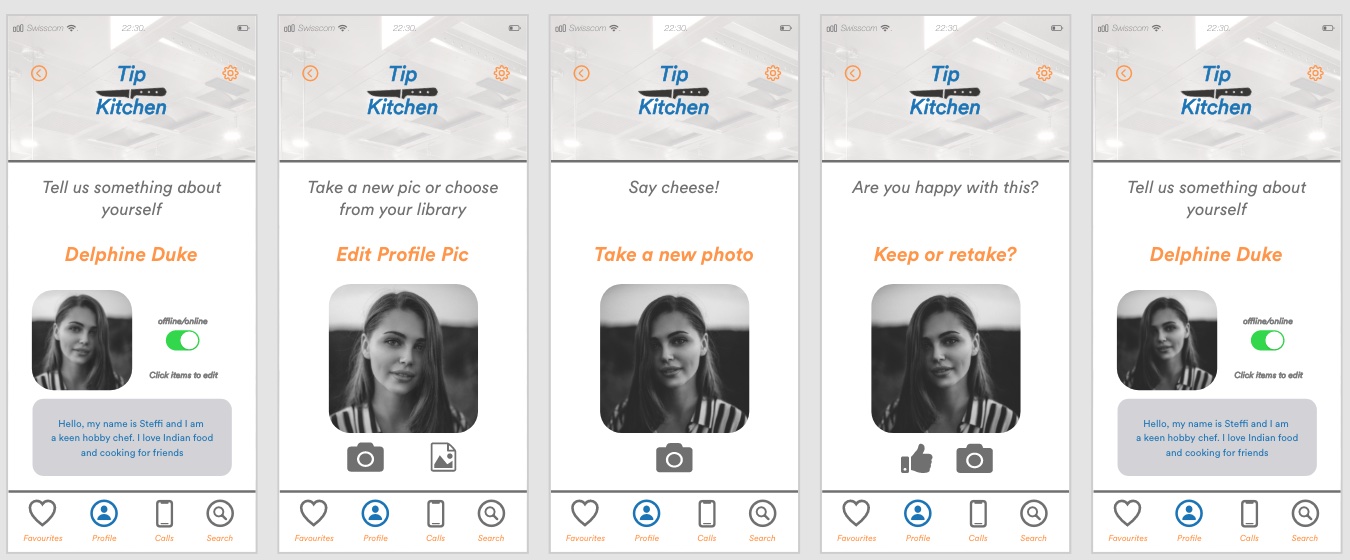 Swisscom 22:30.
Tip
Kitchen
Tell us something about
yourself
Delphine Duke
offline/online
Click items to edit
Hello, my name is Steffi and I am
a keen hobby chef. I love Indian food
and cooking for friends
Favourites Profile Calls Search
Swisscom 22:30.
Tip
Kitchen
Take a new pic or choose
from your library
Edit Profile Pic
Favourites Profile Calls Search
Swisscom 22:30.
Tip
Kitchen
Say cheese!
Take a new photo
Favourites Profile Calls Search
Swisscom 22:30.
Tip
Kitchen
Are you happy with this?
Keep or retake?
Favourites Profile Calls Search
Swisscom 22:30.
Tip
Kitchen
Tell us something about
yourself
Delphine Duke
offline/online
Click items to edit
Hello, my name is Steffi and I am
a keen hobby chef. I love Indian food
and cooking for friends
Favourites Profile Calls Search